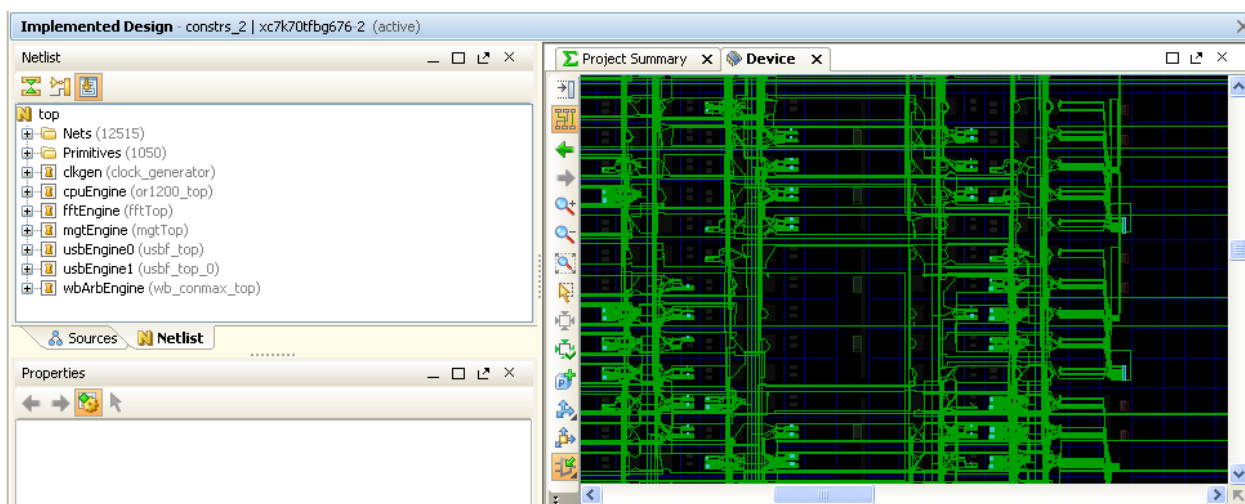 Implemented Design - constrs_2 | xc7k70tfbg676-2 (active)
Netlist
top
Nets (12515)
Primitives (1050)
clkgen (clock_generator)
cpuEngine (or1200_top)
fftEngine (fftTop)
mgtEngine (mgtTop)
usbEngine0 (usbf_top)
usbEngine1 (usbf_top_0)
wbArbEngine (wb_conmax_top)
Sources Netlist
Properties
Project Summary Device